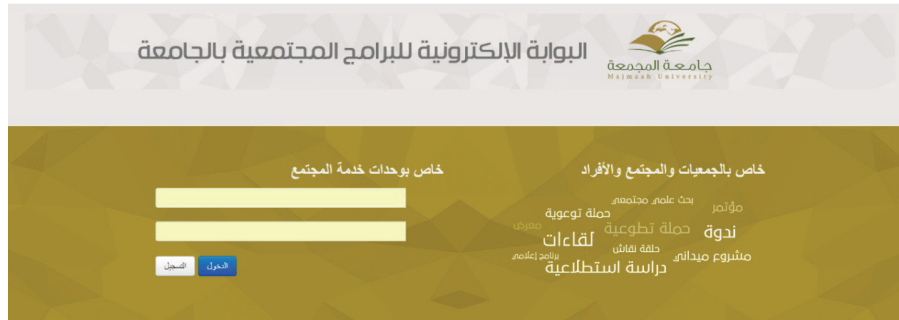 جامعة المجمعة
Majmaah University
البوابة الإلكترونية للبرامج المجتمعية بالجامعة
خاص بالجمعيات والمجتمع والأفراد
مؤتمر
بحث علمي مجتمعي
حملة توعوية
ندوة
حملة تطوعية
معرض
لقاءات
حلقة نقاش
مشروع ميداني
برنامج إعلامي
دراسة استطلاعية
خاص بوحدات خدمة المجتمع
الدخول
التسجيل